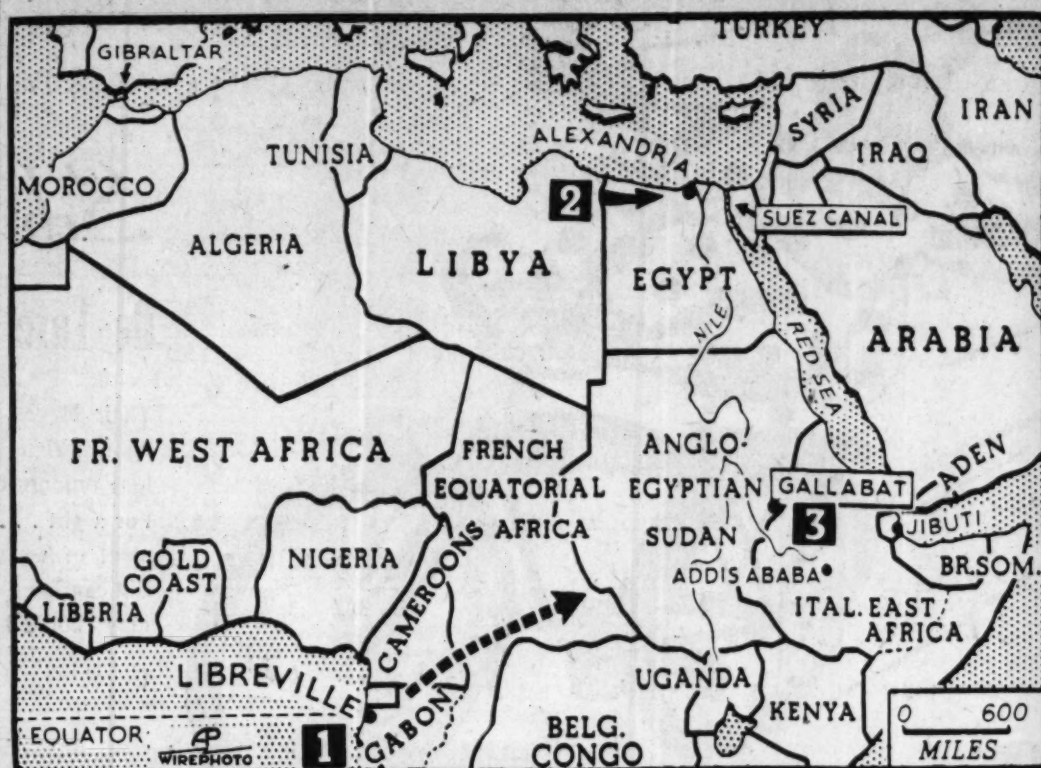 TURKEY
GIBRALTAR
IRAN
SYRIA
ALEXANDRIA
TUNISIA
IRAQ
MOROCCO
2
SUEZ CANAL
ALGERIA
LIBYA
EGYPT
NILE
RED SEA
ARABIA
FR. WEST AFRICA
FRENCH
EQUATORIAL
AFRICA
ANGLO-
EGYPTIAN
SUDAN
GALLABAT
ADEN
3
JIBUTI
NIGERIA
CAMEROONS
GOLD
COAST
ADDIS ABABA
BR. SOM.
LIBERIA
ITAL. EAST
AFRICA
LIBREVILLE
UGANDA
GABON
KENYA
0 600
MILES
EQUATOR
AP
WIREPHOTO
1
BELG.
CONGO